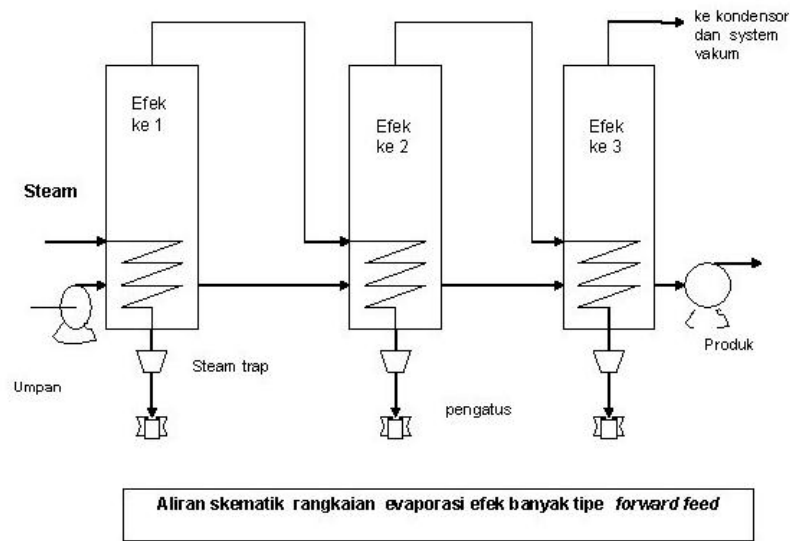 ke kondensor
dan system
vakum
Efek
ke 1
Efek
ke 2
Efek
ke 3
Steam
Steam trap
Produk
Umpan
pengatus
Aliran skematik rangkaian evaporasi efek banyak tipe forward feed